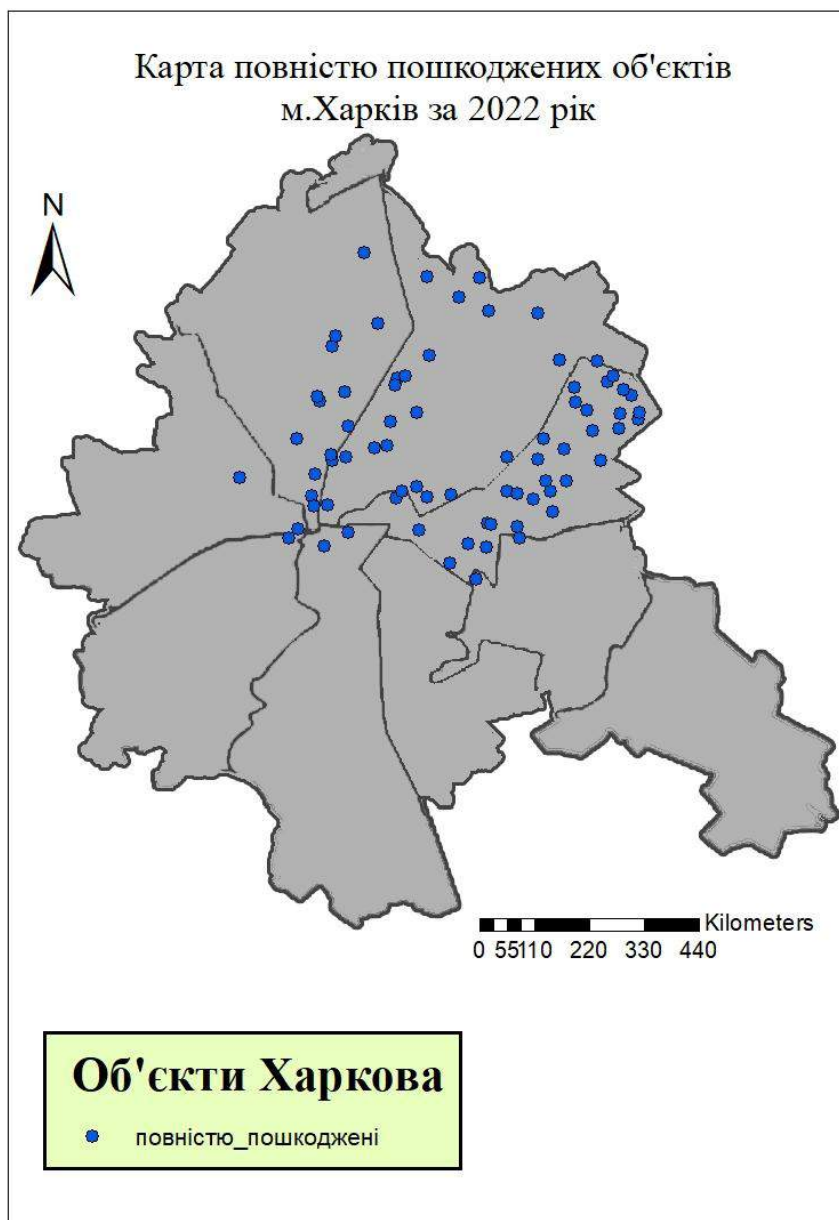 Карта повністю пошкоджених об'єктів
м.Харків за 2022 рік
N
Kilometers
0 55110 220 330 440
Об'єкти Харкова
повністю_пошкоджені